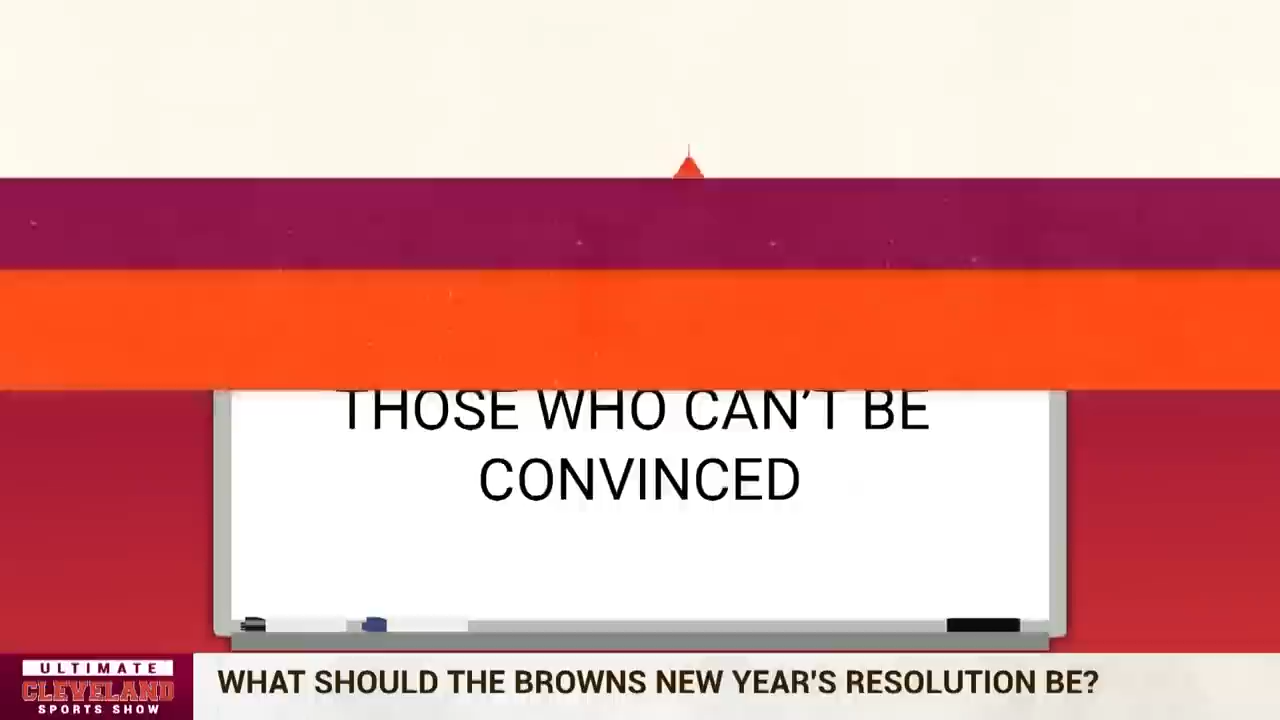 THOSE WHO CAN'T BE
CONVINCED
ULTIMATE
CLEVELAND
SPORTS SHOW
WHAT SHOULD THE BROWNS NEW YEAR'S RESOLUTION BE?